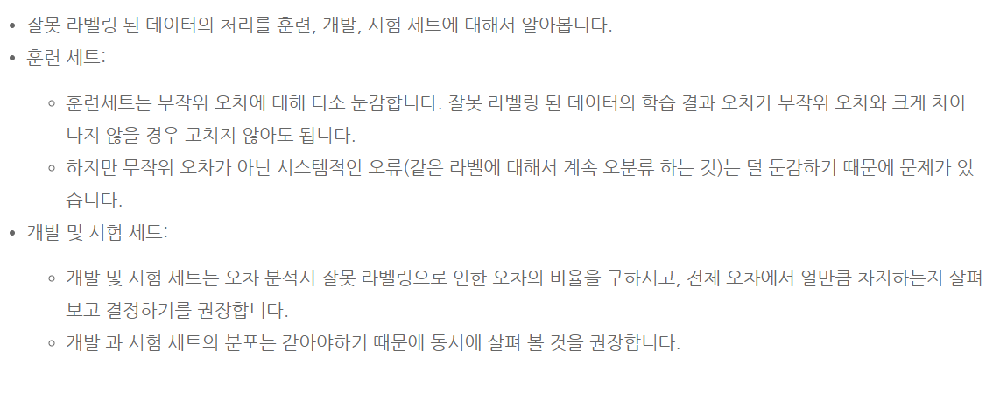 잘못 라벨링 된 데이터의 처리를 훈련, 개발, 시험 세트에 대해서 알아봅니다.
훈련 세트:
훈련세트는 무작위 오차에 대해 다소 둔감합니다. 잘못 라벨링 된 데이터의 학습 결과 오차가 무작위 오차와 크게 차이
나지 않을 경우 고치지 않아도 됩니다.
하지만 무작위 오차가 아닌 시스템적인 오류(같은 라벨에 대해서 계속 오분류 하는 것)는 덜 둔감하기 때문에 문제가 있
습니다.
개발 및 시험 세트:
개발 및 시험 세트는 오차 분석시 잘못 라벨링으로 인한 오차의 비율을 구하시고, 전체 오차에서 얼만큼 차지하는지 살펴
보고 결정하기를 권장합니다.
개발 과 시험 세트의 분포는 같아야하기 때문에 동시에 살펴 볼 것을 권장합니다.